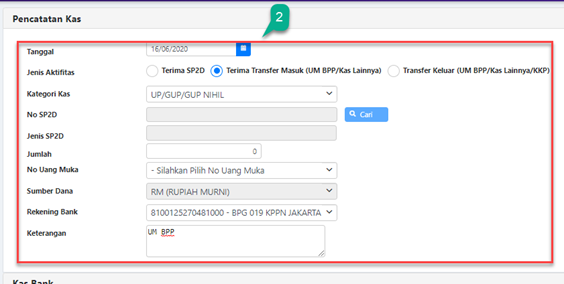 2
Pencatatan Kas
Tanggal 16/06/2020
Jenis Aktifitas Terima SP2D Terima Transfer Masuk (UM BPP/Kas Lainnya) Transfer Keluar (UM BPP/Kas Lainnya/KKP)
Kategori Kas UP/GUP/GUP NIHIL
No SP2D Cari
Jenis SP2D
Jumlah 0
No Uang Muka - Silahkan Pilih No Uang Muka
Sumber Dana RM (RUPIAH MURNI)
Rekening Bank 8100125270481000 - BPG 019 KPPN JAKARTA
Keterangan UM BPP
Kas Bank